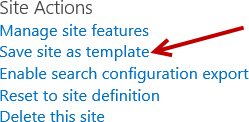 Site Actions
Manage site features
Save site as template
Enable search configuration export
Reset to site definition
Delete this site